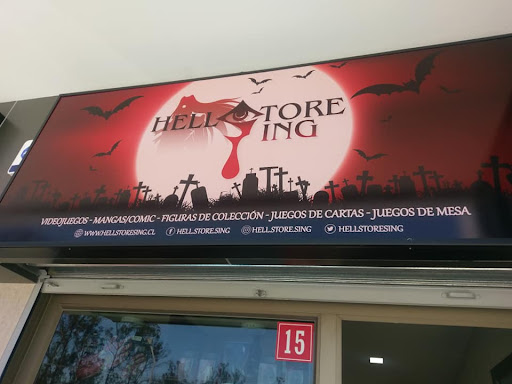 HELL STORE
SING
VIDEOJUEGOS - MANGAS/COMIC - FIGURAS DE COLECCIÓN - JUEGOS DE CARTAS - JUEGOS DE MESA
WWW.HELLSTORESING.CL HELL.STORE.SING HELL.STORE.SING HELLSTORESING
15